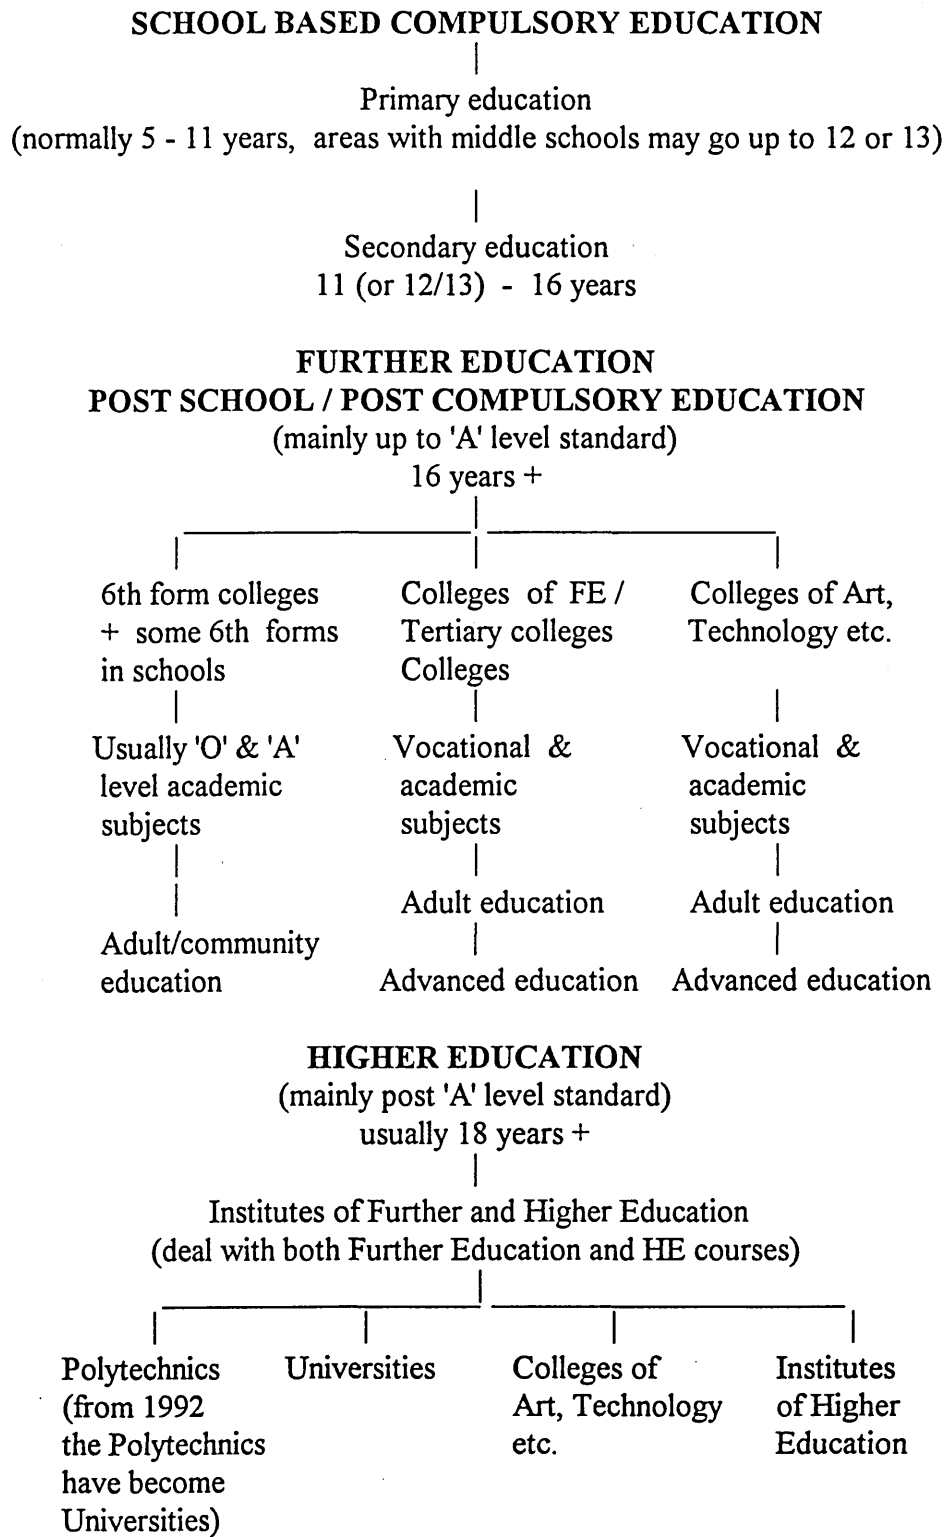 SCHOOL BASED COMPULSORY EDUCATION
Primary education
(normally 5 - 11 years, areas with middle schools may go up to 12 or 13)
Secondary education
11 (or 12/13) - 16 years
FURTHER EDUCATION
POST SCHOOL / POST COMPULSORY EDUCATION
(mainly up to 'A' level standard)
16 years +
6th form colleges
+ some 6th forms
in schools
Usually 'O' & 'A'
level academic
subjects
Adult/community
education
Colleges of FE /
Tertiary colleges
Colleges
Vocational &
academic
subjects
Adult education
Advanced education
Colleges of Art,
Technology etc.
Vocational &
academic
subjects
Adult education
Advanced education
HIGHER EDUCATION
(mainly post 'A' level standard)
usually 18 years +
Institutes of Further and Higher Education
(deal with both Further Education and HE courses)
Polytechnics
(from 1992
the Polytechnics
have become
Universities)
Universities
Colleges of
Art, Technology
etc.
Institutes
of Higher
Education